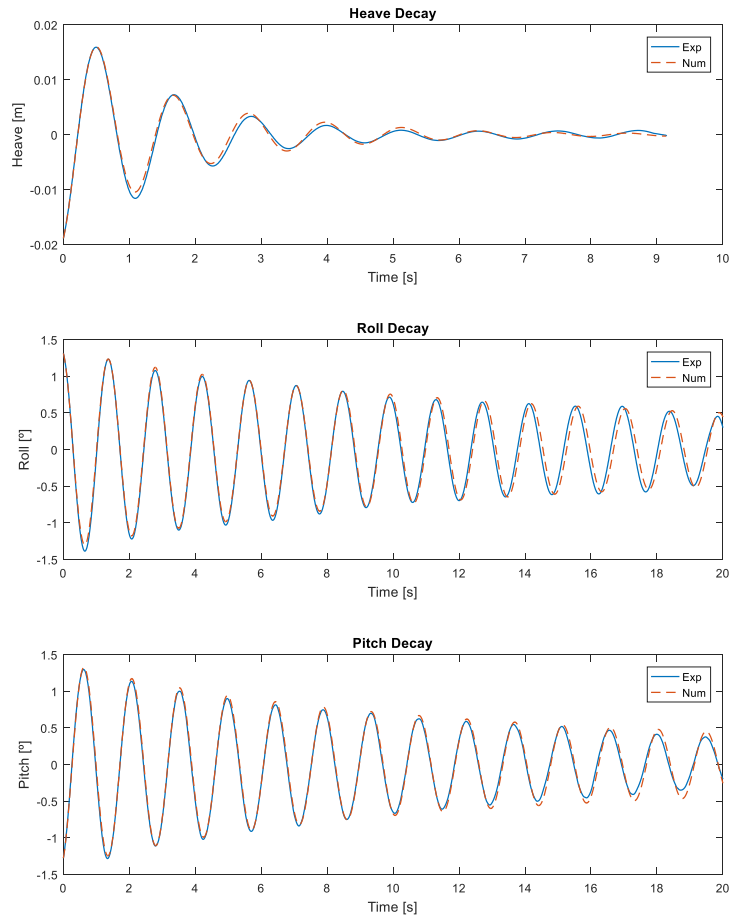 Heave Decay
0.02
0.01
0
-0.01
-0.02
Heave [m]
Exp
Num
0 1 2 3 4 5 6 7 8 9 10
Time [s]
Roll Decay
1.5
1
0.5
0
-0.5
-1
-1.5
Roll [º]
Exp
Num
0 2 4 6 8 10 12 14 16 18 20
Time [s]
Pitch Decay
1.5
1
0.5
0
-0.5
-1
-1.5
Pitch [º]
Exp
Num
0 2 4 6 8 10 12 14 16 18 20
Time [s]